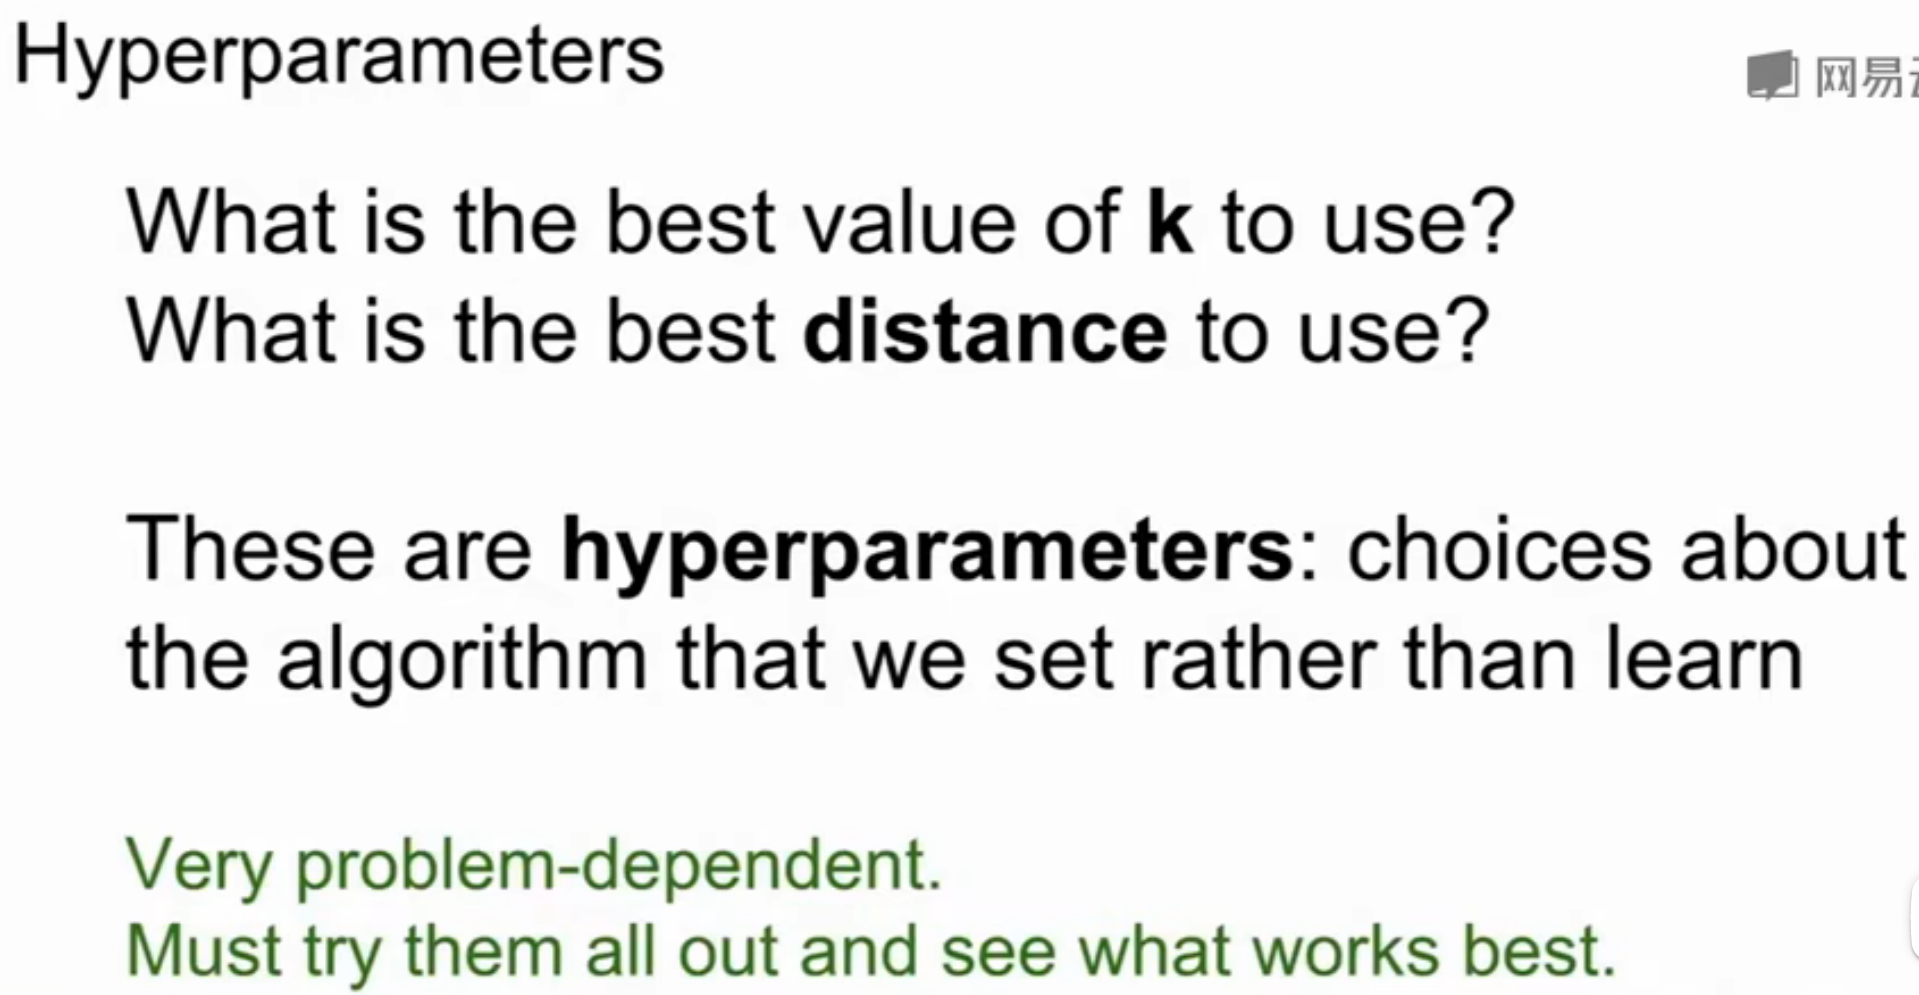 Hyperparameters
网易
What is the best value of k to use?
What is the best distance to use?
These are hyperparameters: choices about
the algorithm that we set rather than learn
Very problem-dependent.
Must try them all out and see what works best.